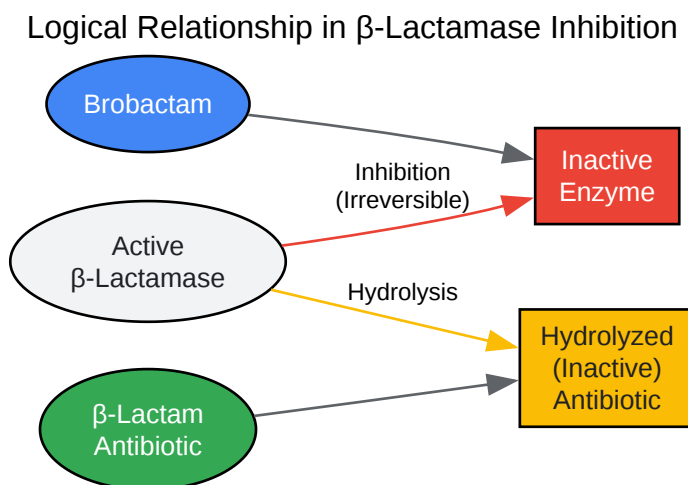 Logical Relationship in β-Lactamase Inhibition
Brobactam
Inactive
Enzyme
Inhibition
(Irreversible)
Active
β-Lactamase
Hydrolysis
Hydrolyzed
(Inactive)
Antibiotic
β-Lactam
Antibiotic